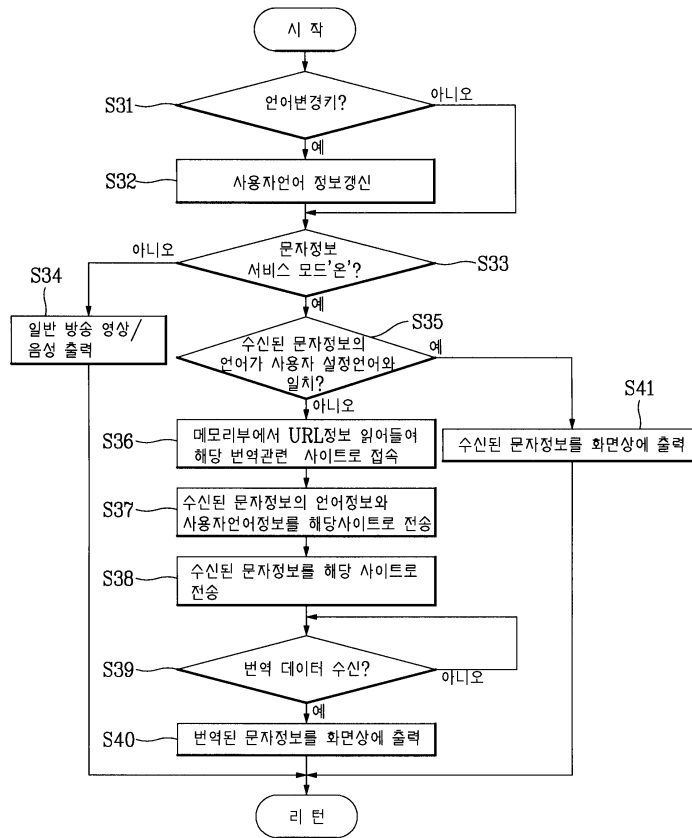 시 작
S31
언어변경키?
아니오
예
S32
사용자언어 정보갱신
아니오
문자정보
서비스 모드'온'?
S33
예
S34
일반 방송 영상/
음성 출력
S35
수신된 문자정보의
언어가 사용자 설정언어와
일치?
예
아니오
S36
메모리부에서 URL정보 읽어들여
해당 번역관련 사이트로 접속
S41
수신된 문자정보를 화면상에 출력
S37
수신된 문자정보의 언어정보와
사용자언어정보를 해당사이트로 전송
S38
수신된 문자정보를 해당 사이트로
전송
S39
번역 데이터 수신?
아니오
예
S40
번역된 문자정보를 화면상에 출력
리 턴